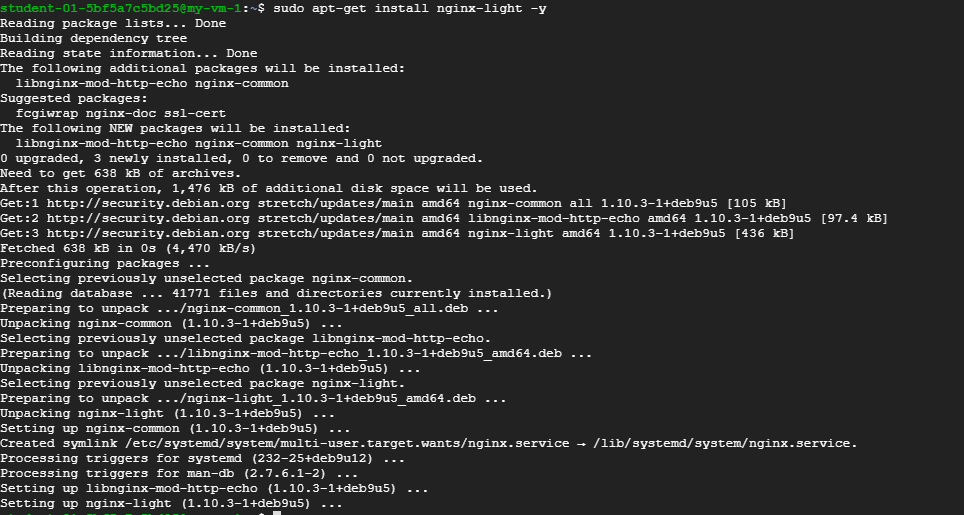 student-01-5bf5a7c5bd25@my-vm-1:~$ sudo apt-get install nginx-light -y
Reading package lists... Done
Building dependency tree
Reading state information... Done
The following additional packages will be installed:
  libnginx-mod-http-echo nginx-common
Suggested packages:
  fcgiwrap nginx-doc ssl-cert
The following NEW packages will be installed:
  libnginx-mod-http-echo nginx-common nginx-light
0 upgraded, 3 newly installed, 0 to remove and 0 not upgraded.
Need to get 638 kB of archives.
After this operation, 1,476 kB of additional disk space will be used.
Get:1 http://security.debian.org stretch/updates/main amd64 nginx-common all 1.10.3-1+deb9u5 [105 kB]
Get:2 http://security.debian.org stretch/updates/main amd64 libnginx-mod-http-echo amd64 1.10.3-1+deb9u5 [97.4 kB]
Get:3 http://security.debian.org stretch/updates/main amd64 nginx-light amd64 1.10.3-1+deb9u5 [436 kB]
Fetched 638 kB in 0s (4,470 kB/s)
Preconfiguring packages ...
Selecting previously unselected package nginx-common.
(Reading database ... 41771 files and directories currently installed.)
Preparing to unpack .../nginx-common_1.10.3-1+deb9u5_all.deb ...
Unpacking nginx-common (1.10.3-1+deb9u5) ...
Selecting previously unselected package libnginx-mod-http-echo.
Preparing to unpack .../libnginx-mod-http-echo_1.10.3-1+deb9u5_amd64.deb ...
Unpacking libnginx-mod-http-echo (1.10.3-1+deb9u5) ...
Selecting previously unselected package nginx-light.
Preparing to unpack .../nginx-light_1.10.3-1+deb9u5_amd64.deb ...
Unpacking nginx-light (1.10.3-1+deb9u5) ...
Setting up nginx-common (1.10.3-1+deb9u5) ...
Created symlink /etc/systemd/system/multi-user.target.wants/nginx.service → /lib/systemd/system/nginx.service.
Processing triggers for systemd (232-25+deb9u12) ...
Processing triggers for man-db (2.7.6.1-2) ...
Setting up libnginx-mod-http-echo (1.10.3-1+deb9u5) ...
Setting up nginx-light (1.10.3-1+deb9u5) ...